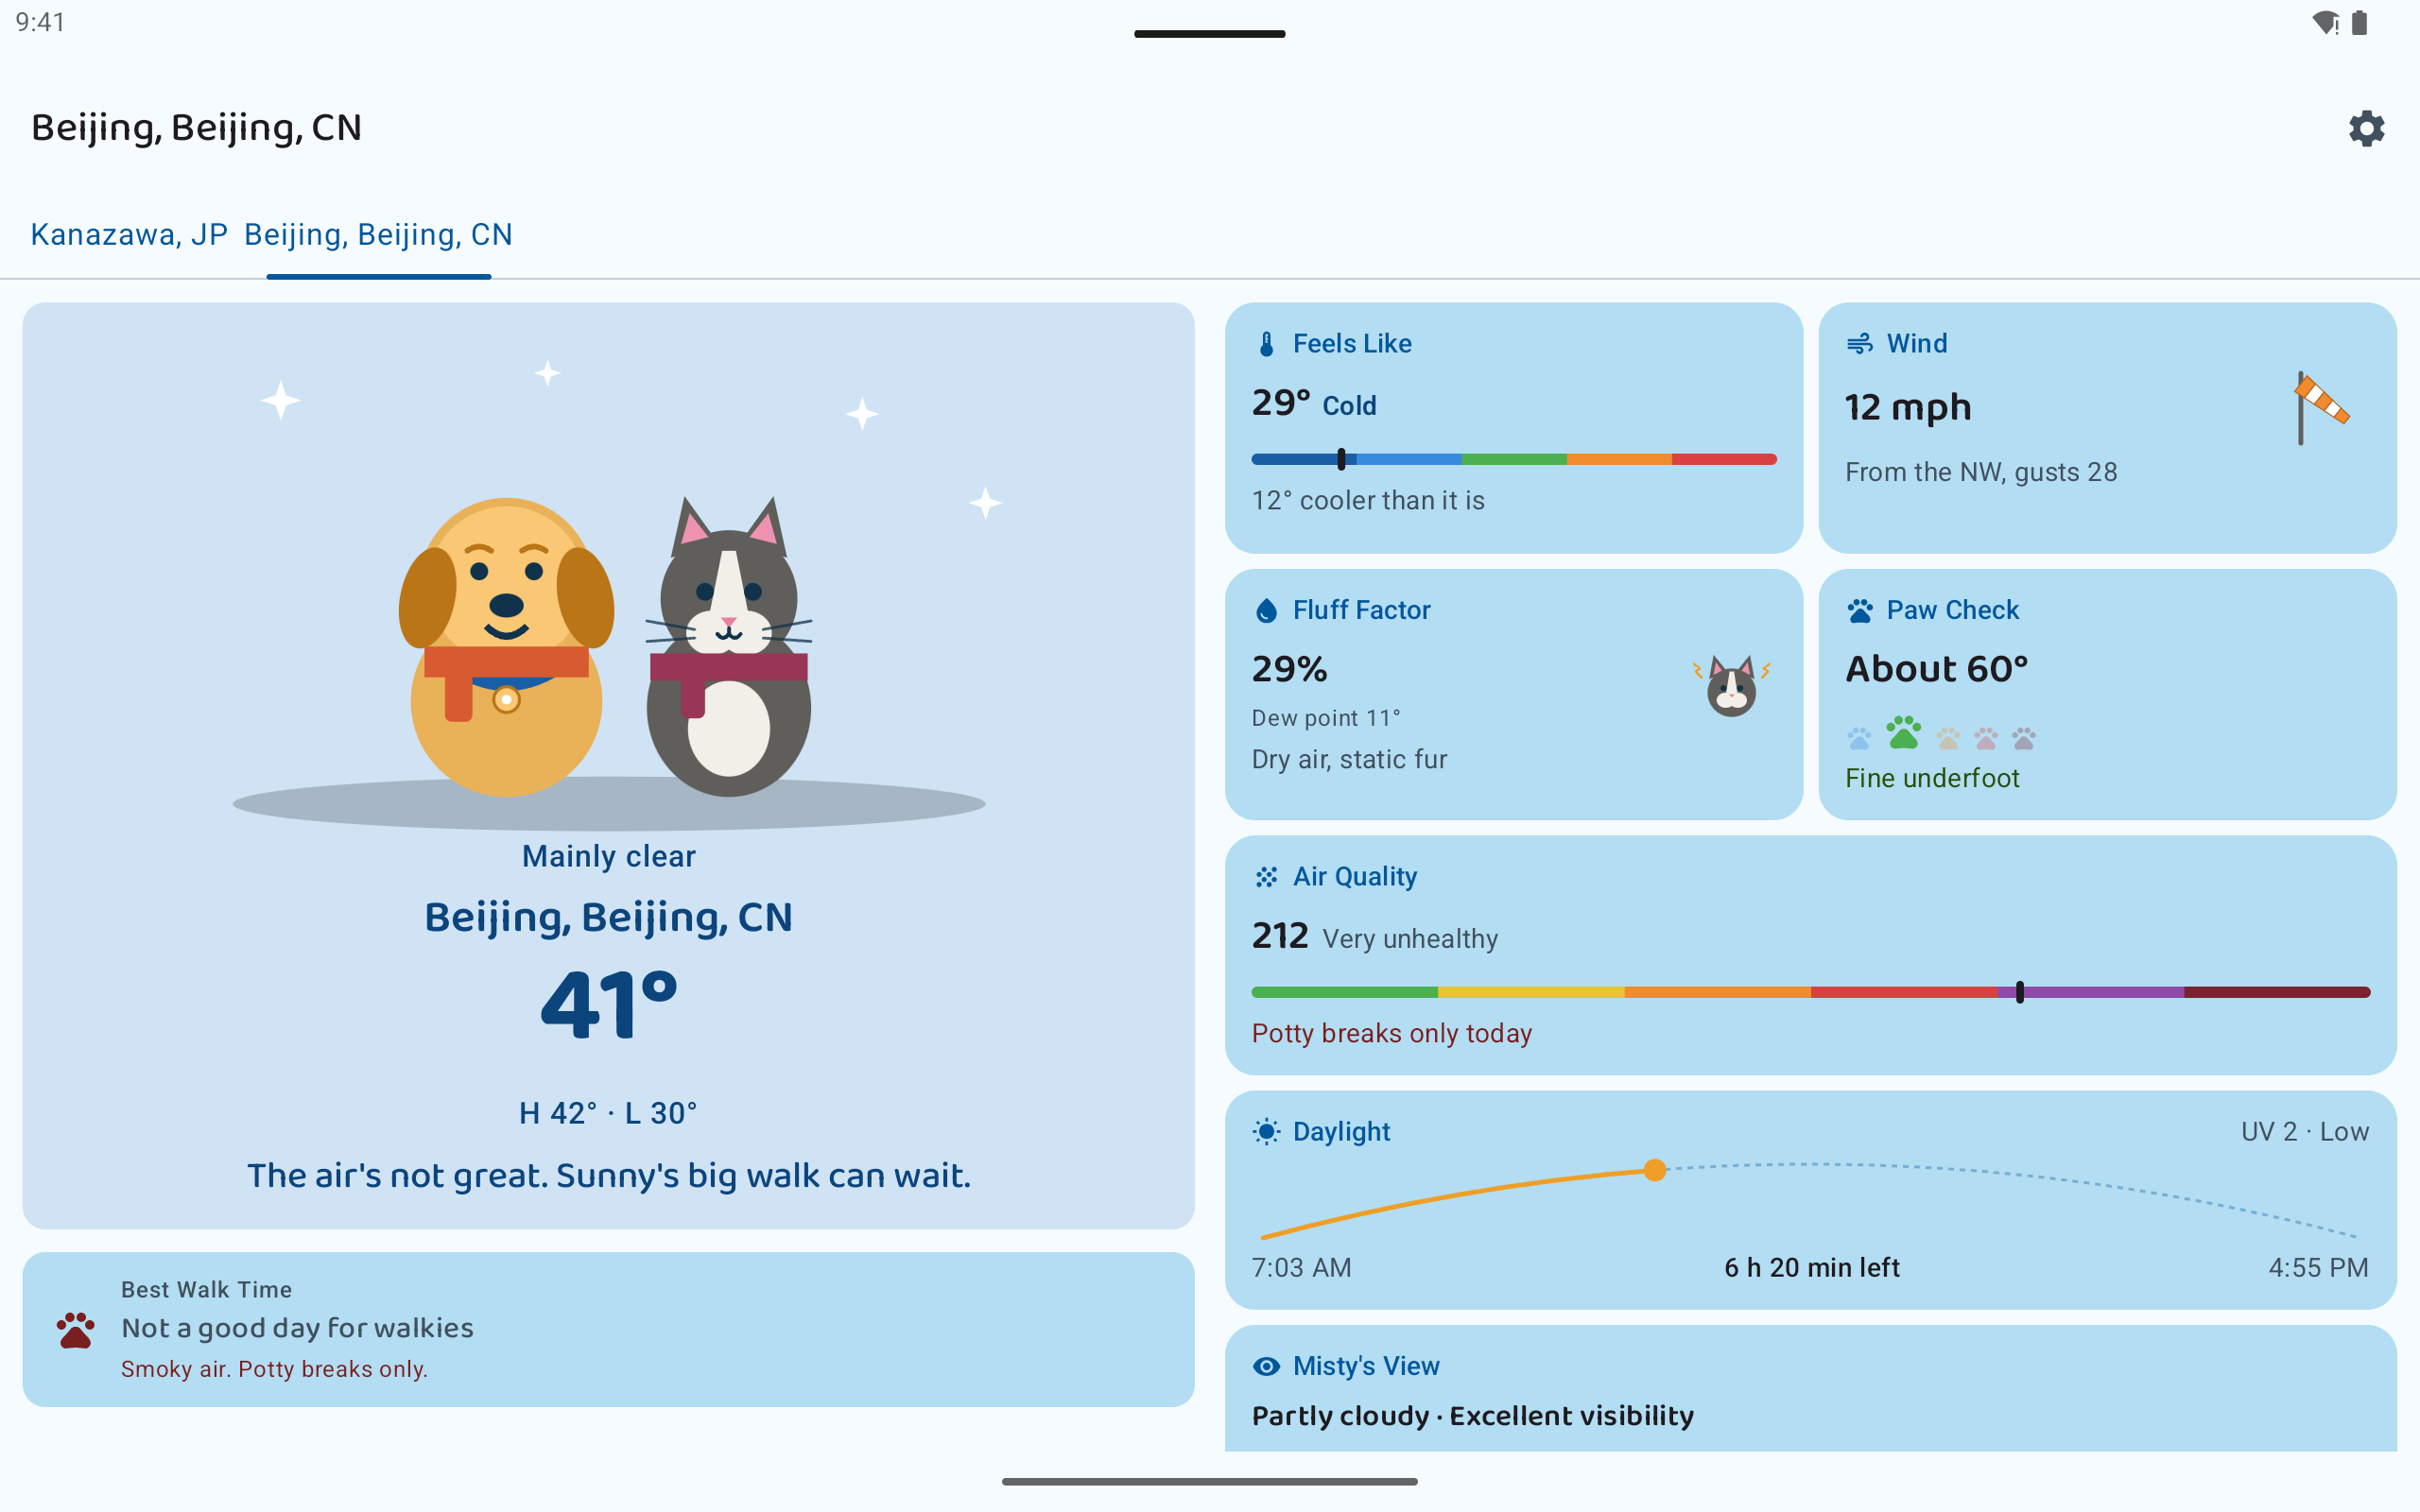 9:41
Beijing, Beijing, CN
Kanazawa, JP
Beijing, Beijing, CN
Mainly clear
Beijing, Beijing, CN
41°
H 42° · L 30°
The air's not great. Sunny's big walk can wait.
Best Walk Time
Not a good day for walkies
Smoky air. Potty breaks only.
Feels Like
29° Cold
12° cooler than it is
Wind
12 mph
From the NW, gusts 28
Fluff Factor
29%
Dew point 11°
Dry air, static fur
Paw Check
About 60°
Fine underfoot
Air Quality
212 Very unhealthy
Potty breaks only today
Daylight
UV 2 · Low
7:03 AM
6 h 20 min left
4:55 PM
Misty's View
Partly cloudy · Excellent visibility